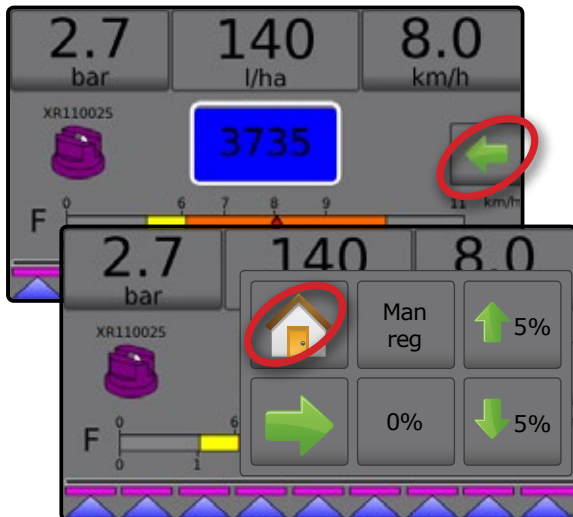 2.7 140 8.0
bar l/ha km/h
XR110025
3735
0 6 7 8 9 11 km/h
F
2.7 140 8.0
bar
XR110025
Man reg
5%
0 6
F
0 1
0%
5%